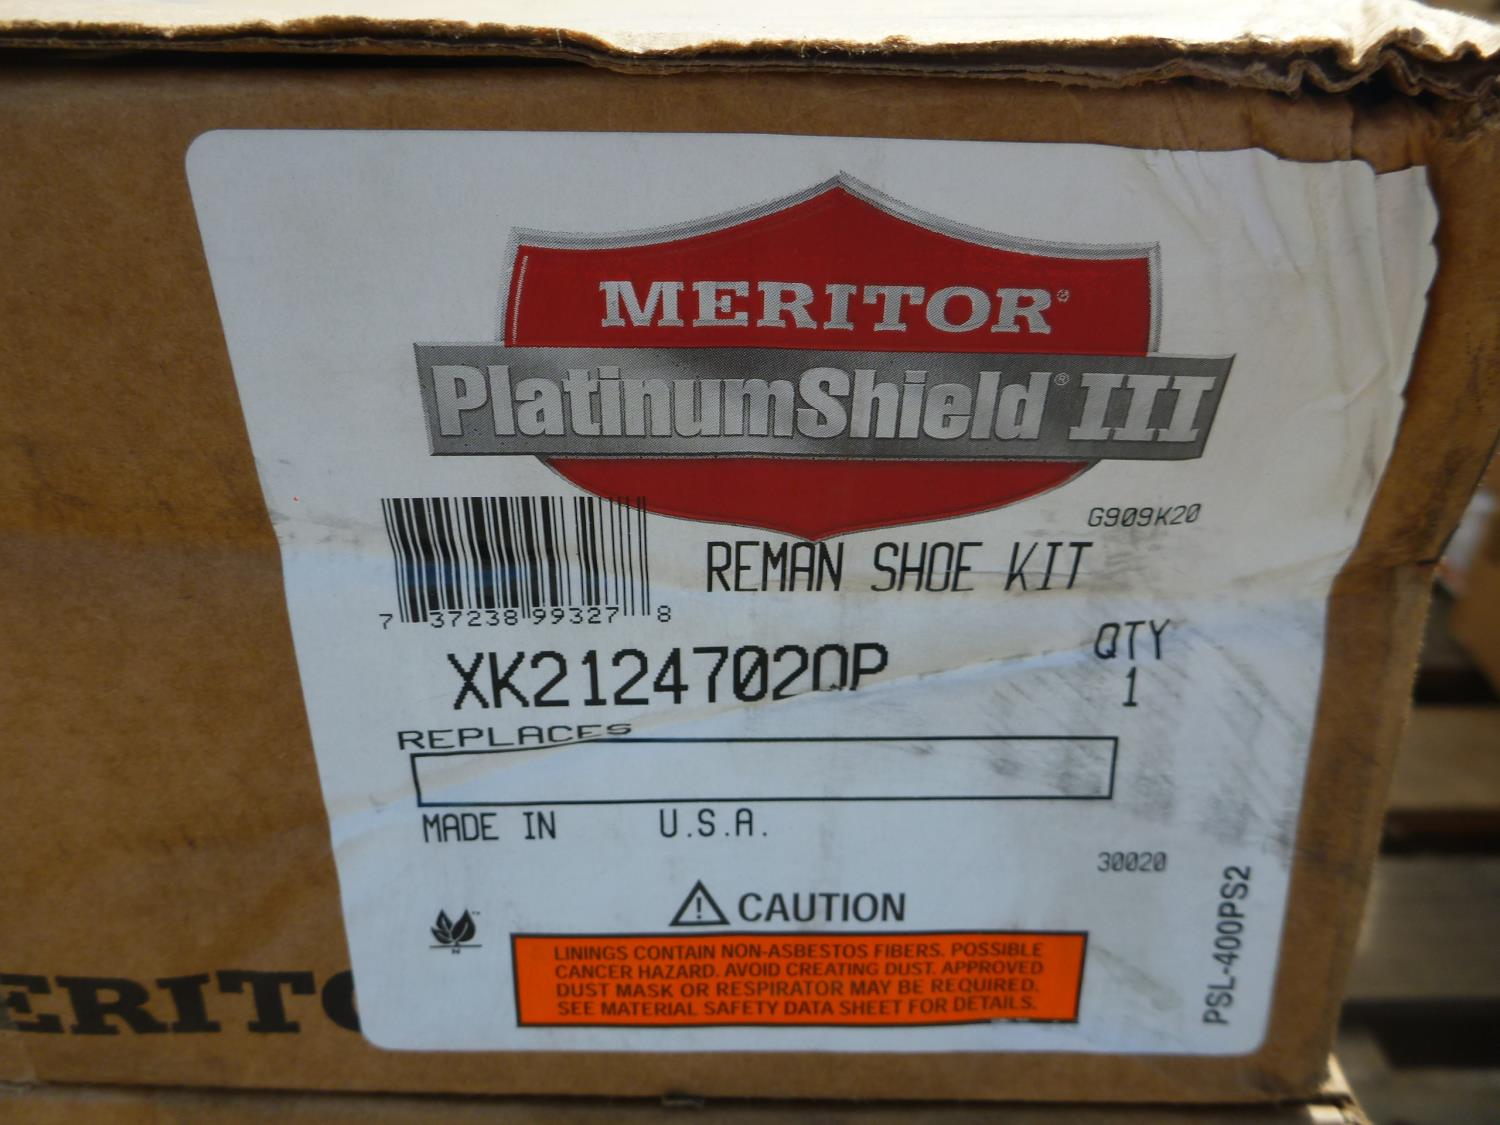 MERITOR®
PlatinumShield® III
G909K20
REMAN SHOE KIT
7 37238 99327 8
XK2124702QP
QTY
1
REPLACES
MADE IN U.S.A.
30020
CAUTION
LININGS CONTAIN NON-ASBESTOS FIBERS. POSSIBLE
CANCER HAZARD. AVOID CREATING DUST. APPROVED
DUST MASK OR RESPIRATOR MAY BE REQUIRED.
SEE MATERIAL SAFETY DATA SHEET FOR DETAILS.
PSL-400PS2
ERITO